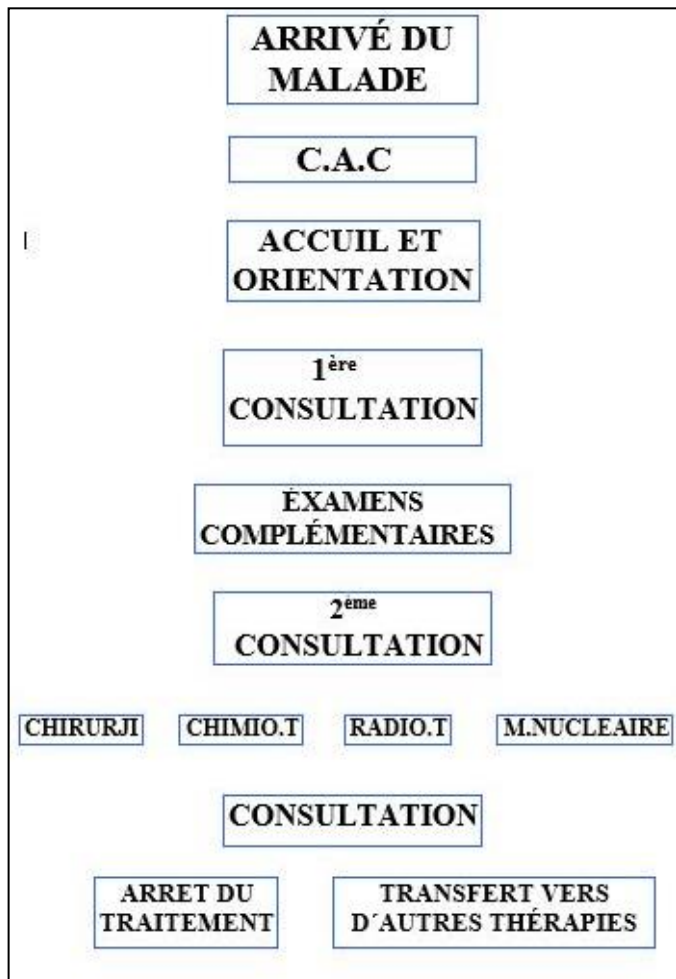 ARRIVÉ DU
MALADE
C.A.C
ACCUIL ET
ORIENTATION
1ère
CONSULTATION
ÉXAMENS
COMPLÉMENTAIRES
2ème
CONSULTATION
CHIRURJI CHIMIO.T RADIO.T M.NUCLEAIRE
CONSULTATION
ARRET DU
TRAITEMENT
TRANSFERT VERS
D´AUTRES THÉRAPIES